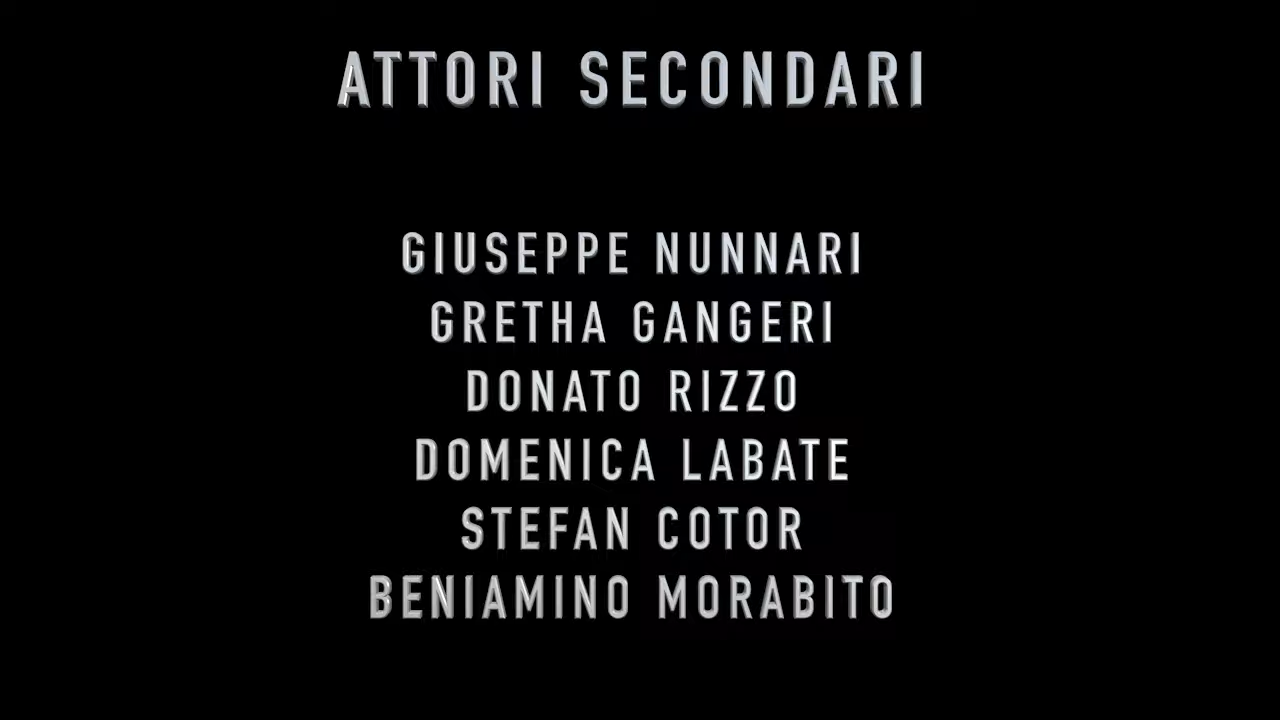 ATTORI SECONDARI
GIUSEPPE NUNNARI
GRETHA GANGERI
DONATO RIZZO
DOMENICA LABATE
STEFAN COTOR
BENIAMINO MORABITO